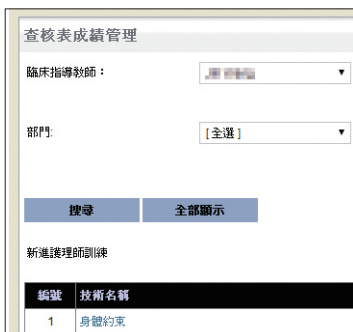 查核表成績管理
臨床指導教師：
部門:
[全選]
搜尋 全部顯示
新進護理師訓練
編號 技術名稱
1 身體約束